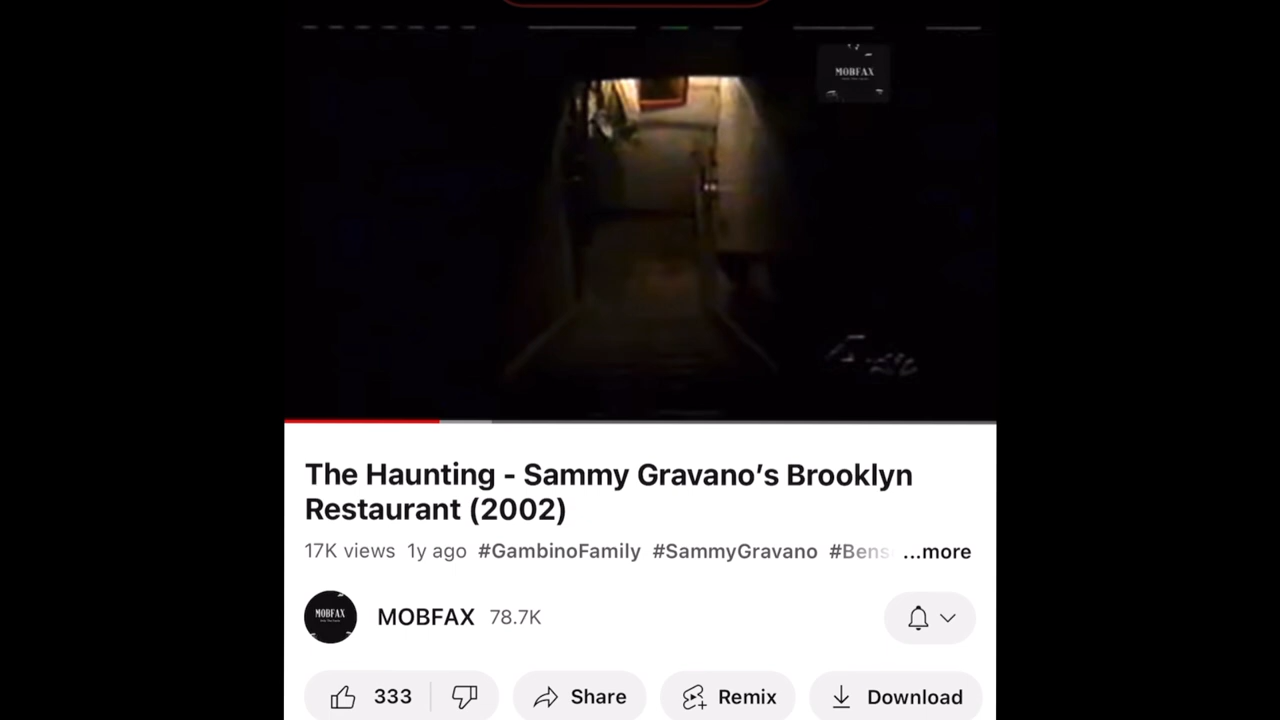 MOBFAX
The Haunting - Sammy Gravano’s Brooklyn
Restaurant (2002)
17K views 1y ago #GambinoFamily #SammyGravano #Bens ...more
MOBFAX
MOBFAX 78.7K
333 Share Remix Download